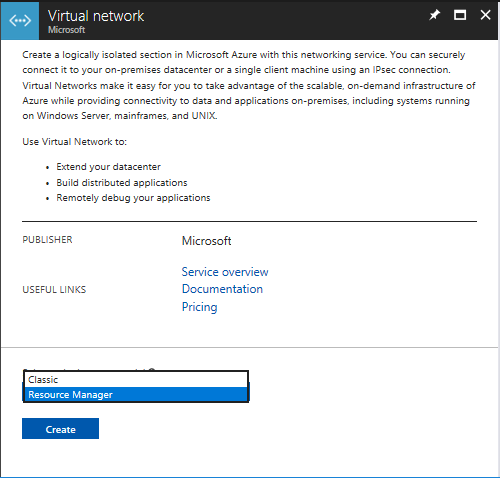 Virtual network
Microsoft
Create a logically isolated section in Microsoft Azure with this networking service. You can securely
connect it to your on-premises datacenter or a single client machine using an IPsec connection.
Virtual Networks make it easy for you to take advantage of the scalable, on-demand infrastructure of
Azure while providing connectivity to data and applications on-premises, including systems running
on Windows Server, mainframes, and UNIX.
Use Virtual Network to:
• Extend your datacenter
• Build distributed applications
• Remotely debug your applications
PUBLISHER Microsoft
Service overview
USEFUL LINKS Documentation
Pricing
Classic
Resource Manager
Create